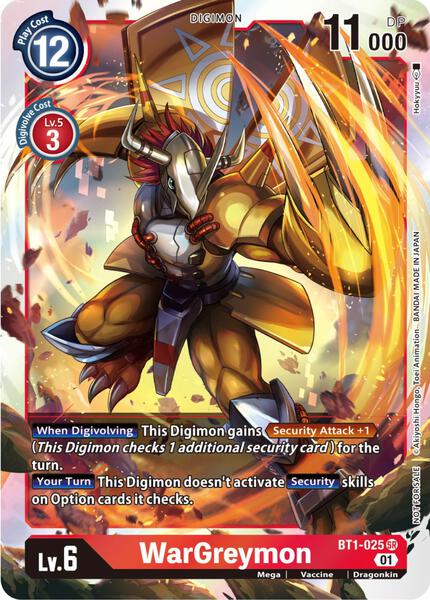 DIGIMON
Play Cost
12
11000
DP
Digivolve Cost
Lv.5
3
Hokyyuu
When Digivolving This Digimon gains Security Attack +1
(This Digimon checks 1 additional security card) for the
turn.
Your Turn This Digimon doesn't activate Security skills
on Option cards it checks.
NOT FOR SALE
© Akiyoshi Hongo, Toei Animation BANDAI MADE IN JAPAN
Lv.6
WarGreymon
BT1-025 SR
01
Mega | Vaccine | Dragonkin